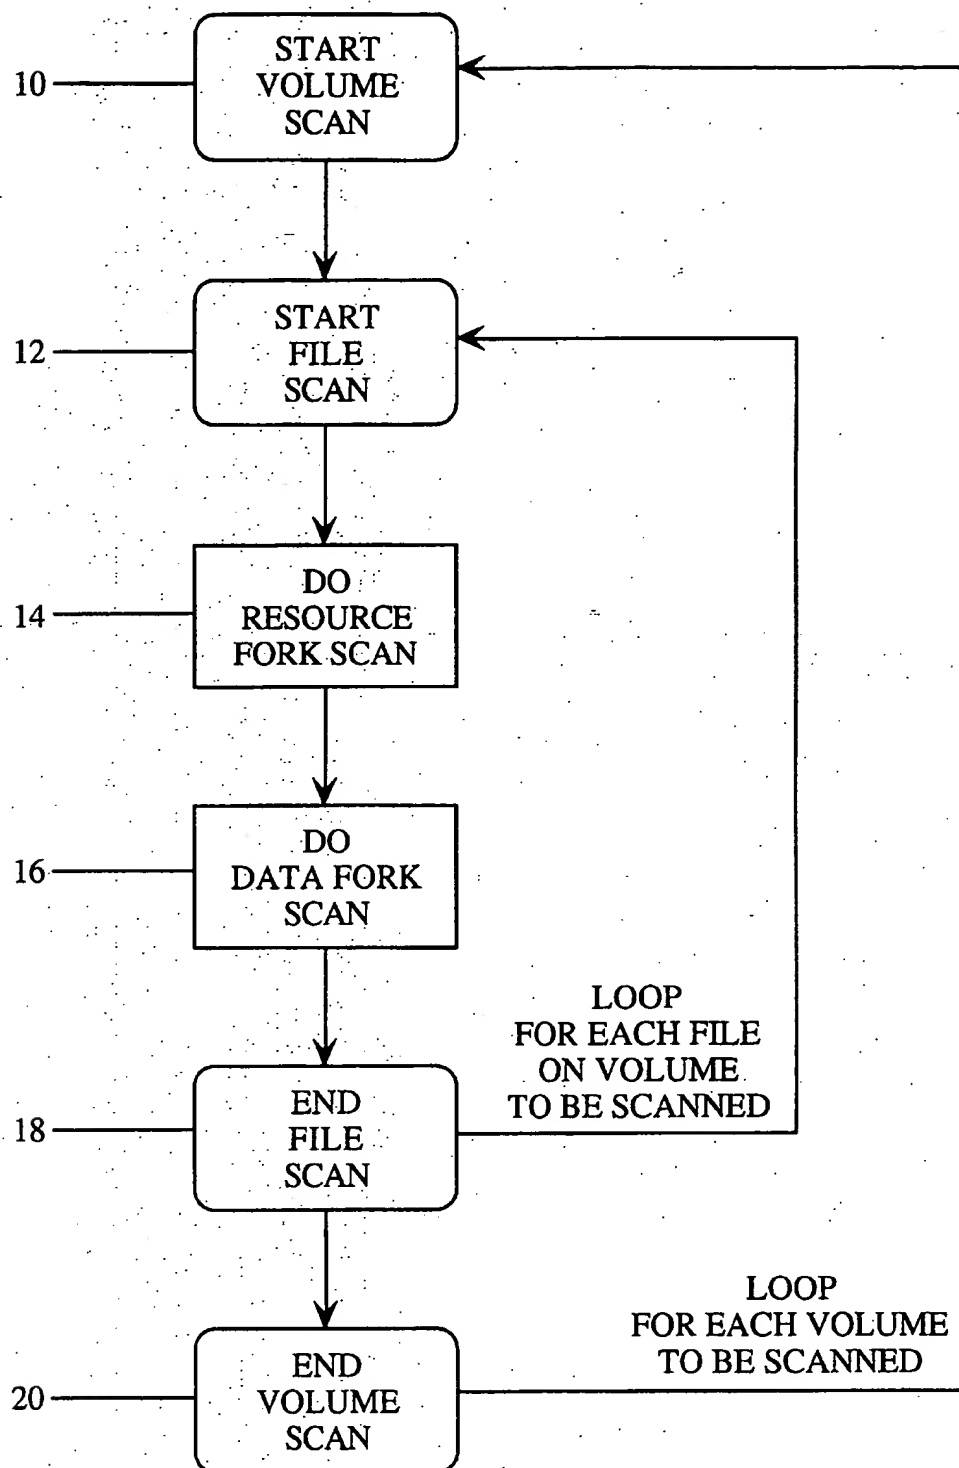 START
VOLUME
SCAN
10
START
FILE
SCAN
12
DO
RESOURCE
FORK SCAN
14
DO
DATA FORK
SCAN
16
LOOP
FOR EACH FILE
ON VOLUME
TO BE SCANNED
END
FILE
SCAN
18
LOOP
FOR EACH VOLUME
TO BE SCANNED
END
VOLUME
SCAN
20